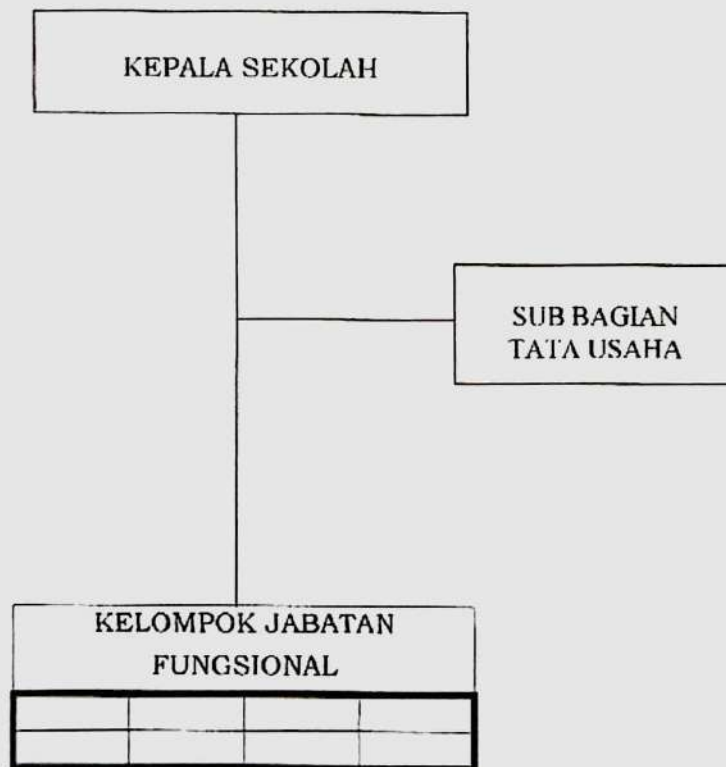 KEPALA SEKOLAH
SUB BAGIAN
TATA USAHA
KELOMPOK JABATAN
FUNGSIONAL